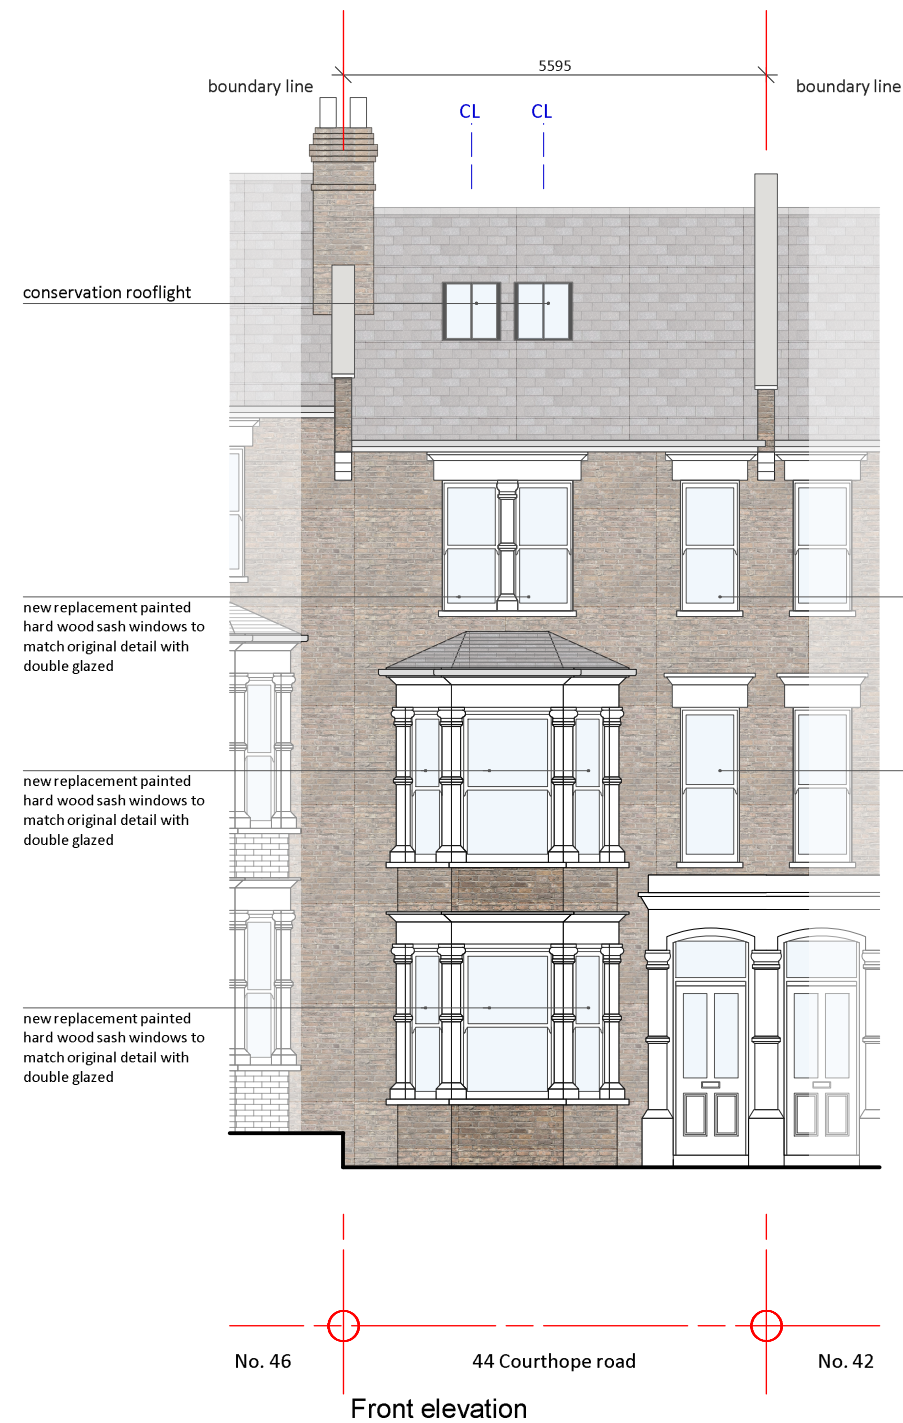 5595
boundary line
boundary line
CL CL
conservation rooflight
new replacement painted
hard wood sash windows to
match original detail with
double glazed
new replacement painted
hard wood sash windows to
match original detail with
double glazed
new replacement painted
hard wood sash windows to
match original detail with
double glazed
No. 46 44 Courthope road No. 42
Front elevation